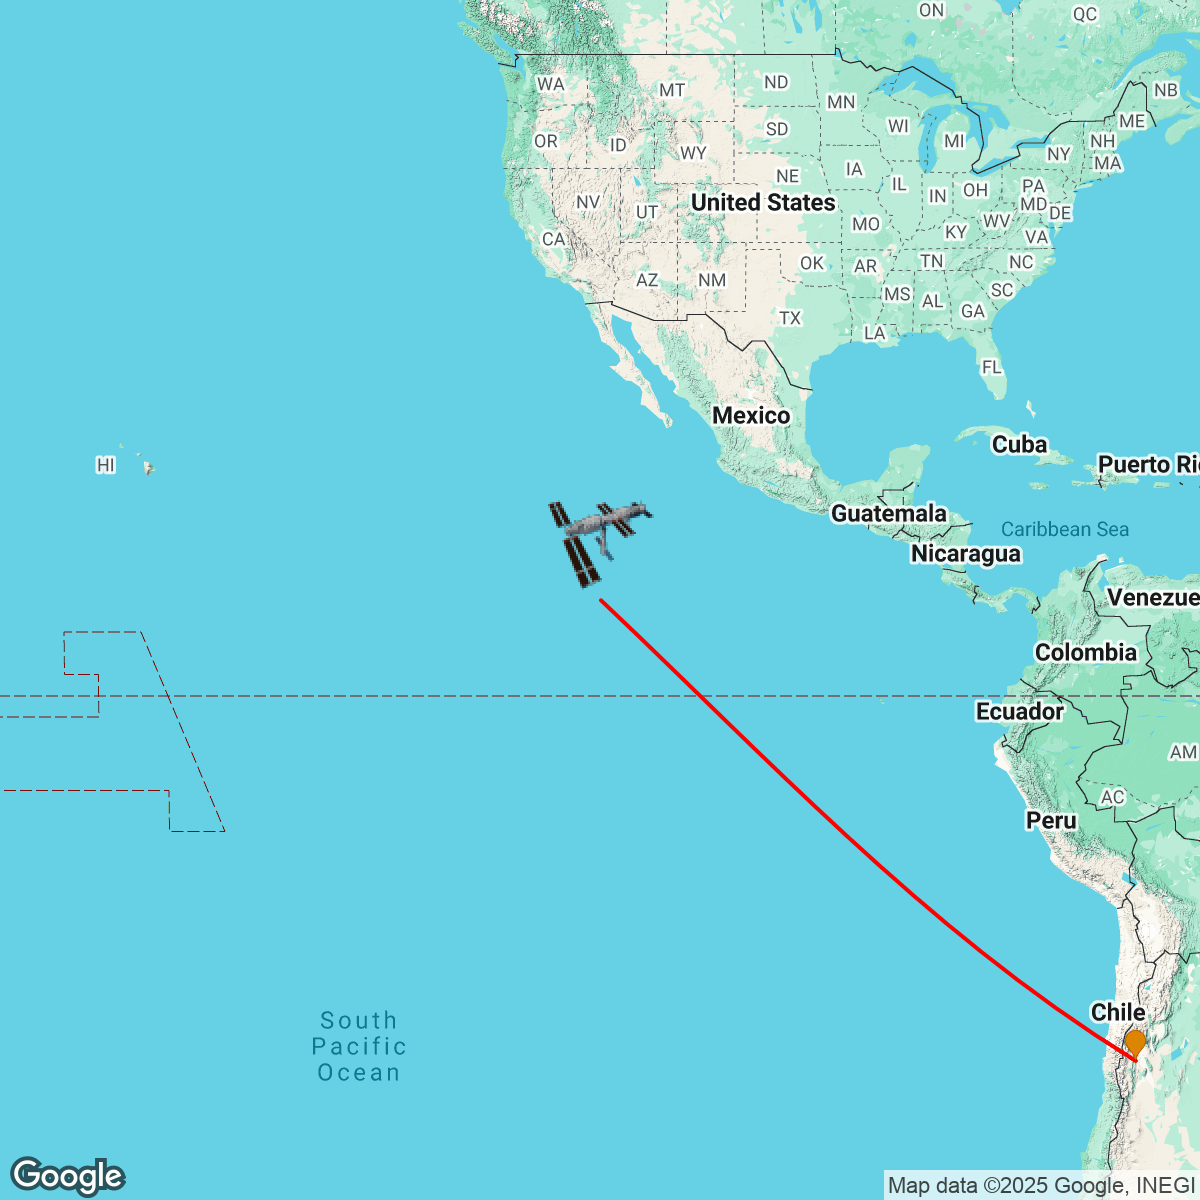 ON
QC
WA
MT
ND
MN
NB
ME
OR
ID
SD
WI
MI
NH
NY
MA
WY
IA
NE
IL
IN
OH
PA
NV
UT
United States
MD
DE
MO
KY
WV
VA
CA
AZ
NM
OK
AR
TN
NC
MS
AL
SC
GA
TX
LA
FL
Mexico
Cuba
HI
Puerto Ri
Guatemala
Caribbean Sea
Nicaragua
Venezue
Colombia
Ecuador
AM
AC
Peru
Chile
South
Pacific
Ocean
Google
Map data ©2025 Google, INEGI